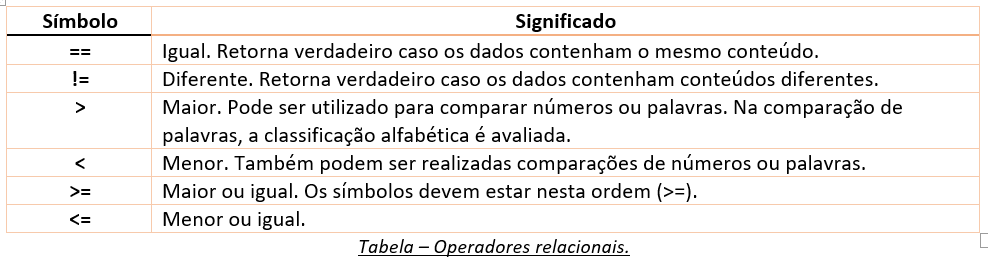 Símbolo Significado
== Igual. Retorna verdadeiro caso os dados contenham o mesmo conteúdo.
!= Diferente. Retorna verdadeiro caso os dados contenham conteúdos diferentes.
> Maior. Pode ser utilizado para comparar números ou palavras. Na comparação de
palavras, a classificação alfabética é avaliada.
< Menor. Também podem ser realizadas comparações de números ou palavras.
>= Maior ou igual. Os símbolos devem estar nesta ordem (>=).
<= Menor ou igual.
Tabela – Operadores relacionais.